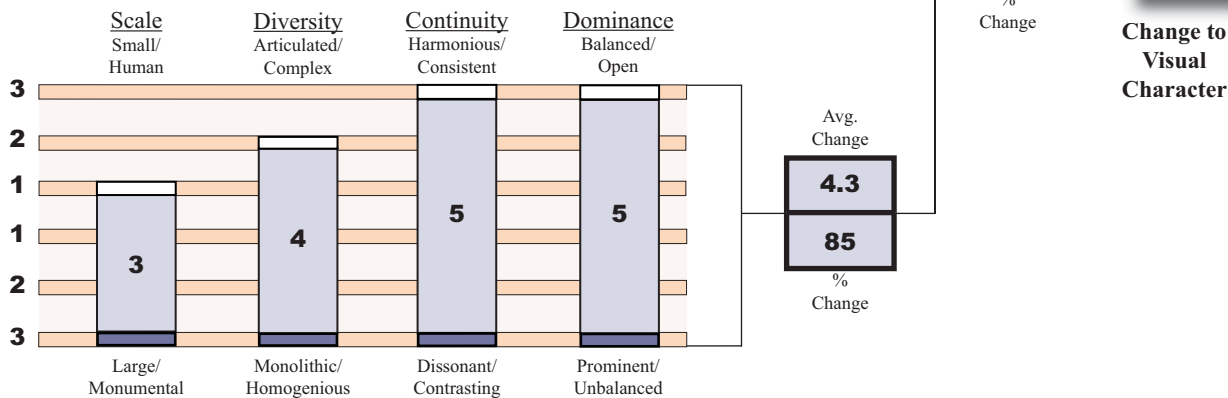 %
Change
Change to
Visual
Character
Scale
Small/
Human
Diversity
Articulated/
Complex
Continuity
Harmonious/
Consistent
Dominance
Balanced/
Open
3
2
1
1
2
3
3
4
5
5
Large/
Monumental
Monolithic/
Homogenious
Dissonant/
Contrasting
Prominent/
Unbalanced
Avg.
Change
4.3
85
%
Change